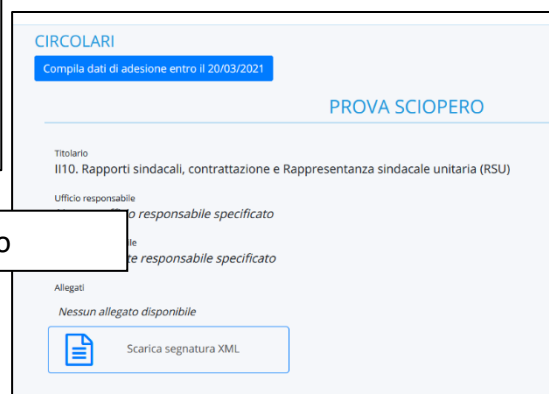 CIRCOLARI
Compila dati di adesione entro il 20/03/2021
PROVA SCIOPERO
Titolario
II10. Rapporti sindacali, contrattazione e Rappresentanza sindacale unitaria (RSU)
Ufficio responsabile
responsabile specificato
responsabile specificato
Allegati
Nessun allegato disponibile
Scarica segnatura XML